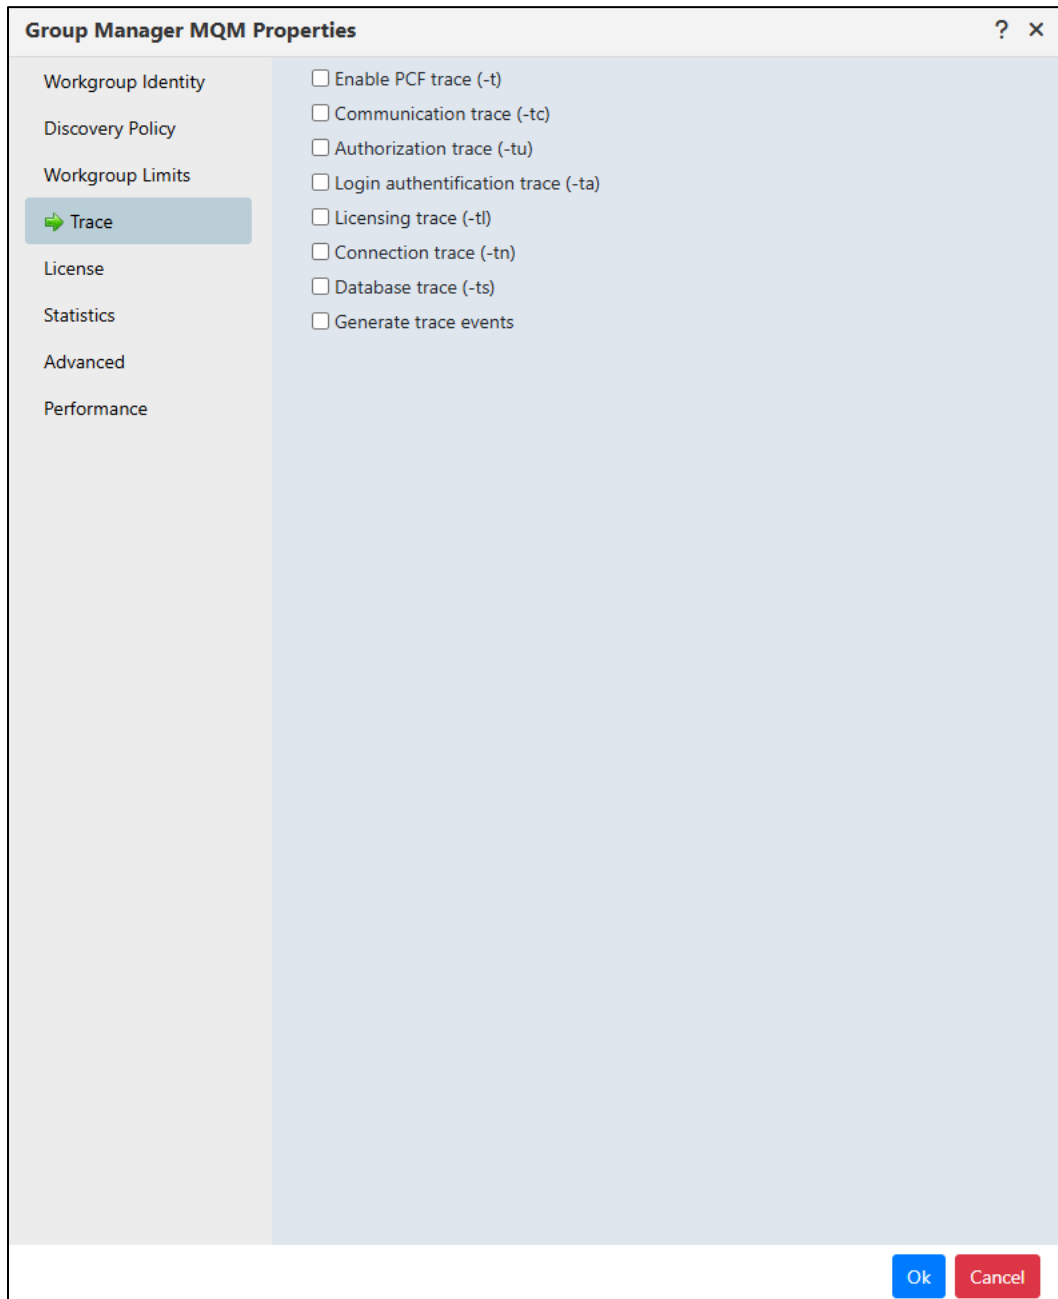 Group Manager MQM Properties
? ×
Workgroup Identity
Discovery Policy
Workgroup Limits
Trace
License
Statistics
Advanced
Performance
Enable PCF trace (-t)
Communication trace (-tc)
Authorization trace (-tu)
Login authentification trace (-ta)
Licensing trace (-tl)
Connection trace (-tn)
Database trace (-ts)
Generate trace events
Ok Cancel